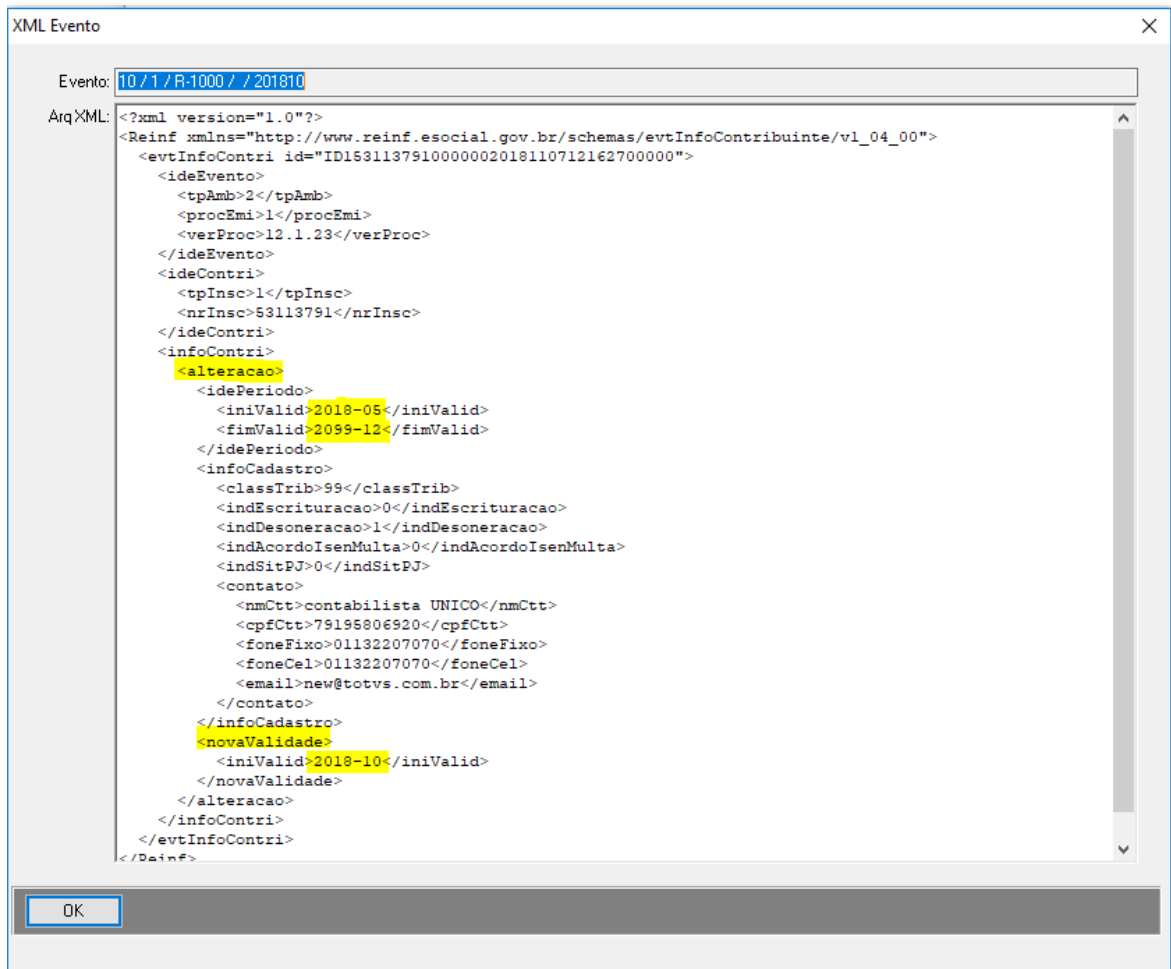 XML Evento
Evento: 10 / 1 / R-1000 /  / 201810
Arq XML: <?xml version="1.0"?>
<Reinf xmlns="http://www.reinf.esocial.gov.br/schemas/evtInfoContribuinte/v1_04_00">
<evtInfoContri id="ID1531137910000002018110712162700000">
<ideEvento>
<tpAmb>2</tpAmb>
<procEmi>1</procEmi>
<verProc>12.1.23</verProc>
</ideEvento>
<ideContri>
<tpInsc>1</tpInsc>
<nrInsc>53113791</nrInsc>
</ideContri>
<infoContri>
<alteracao>
<idePeriodo>
<iniValid>2018-05</iniValid>
<fimValid>2099-12</fimValid>
</idePeriodo>
<infoCadastro>
<classTrib>99</classTrib>
<indEscrituracao>0</indEscrituracao>
<indDesoneracao>1</indDesoneracao>
<indAcordoIsenMulta>0</indAcordoIsenMulta>
<indSitPJ>0</indSitPJ>
<contato>
<nmCtt>contabilista UNICO</nmCtt>
<cpfCtt>79195806920</cpfCtt>
<foneFixo>01132207070</foneFixo>
<foneCel>01132207070</foneCel>
<email>new@totvs.com.br</email>
</contato>
</infoCadastro>
<novaValidade>
<iniValid>2018-10</iniValid>
</novaValidade>
</alteracao>
</infoContri>
</evtInfoContri>
</Reinf>
OK